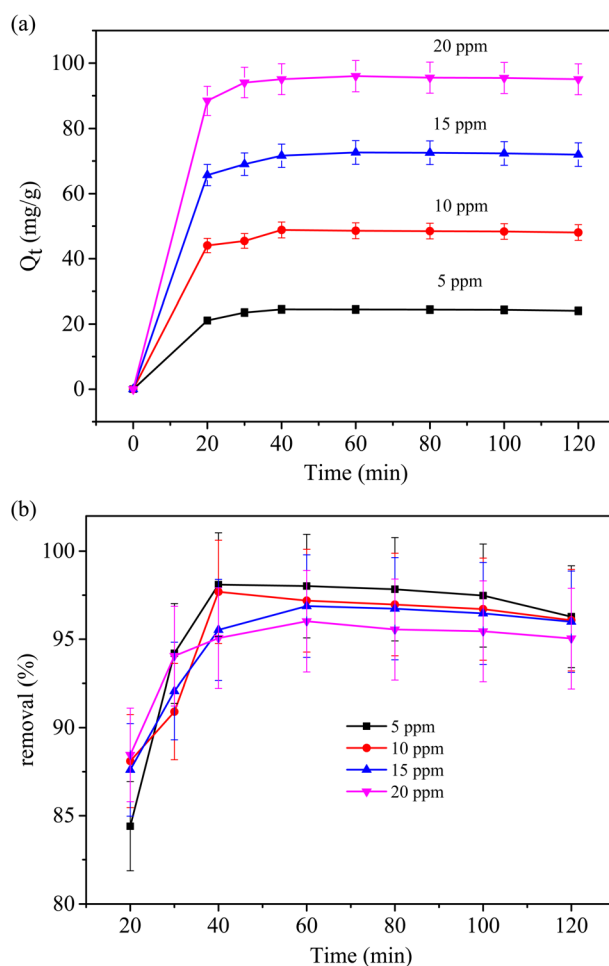 (a)
20 ppm
15 ppm
10 ppm
5 ppm
Qt (mg/g)
100
80
60
40
20
0
0 20 40 60 80 100 120
Time (min)
(b)
removal (%)
100
95
90
85
80
5 ppm
10 ppm
15 ppm
20 ppm
20 40 60 80 100 120
Time (min)